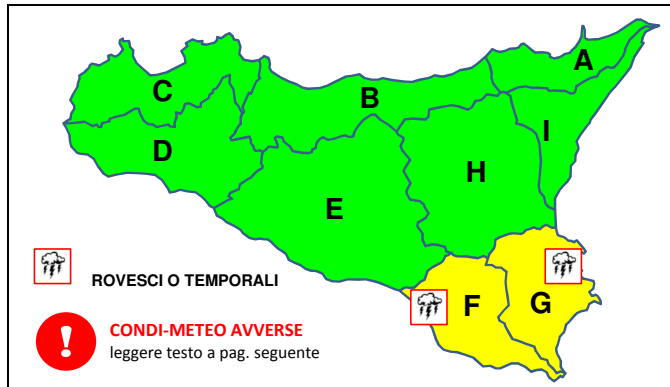 A
C
B
I
D
H
E
ROVESCI O TEMPORALI
F
G
CONDI-METEO AVVERSE
leggere testo a pag. seguente
!